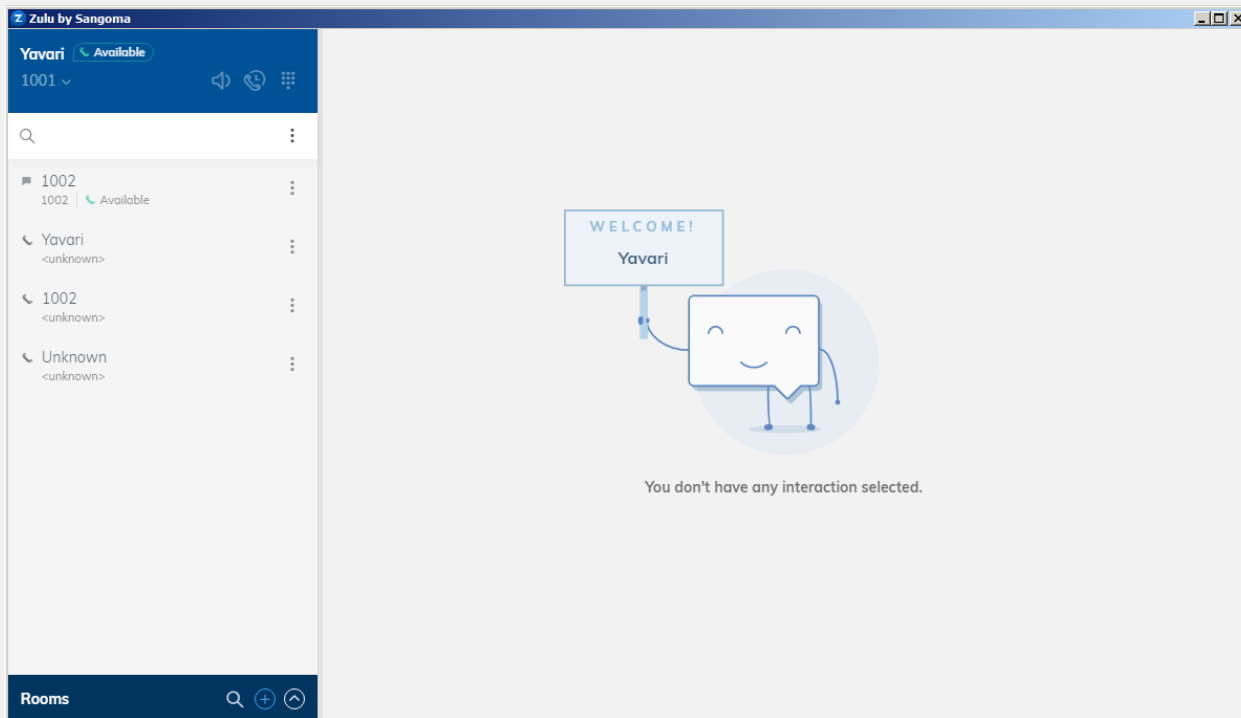 Zulu by Sangoma
Yavari Available
1001
1002
1002 Available
Yavari
<unknown>
1002
<unknown>
Unknown
<unknown>
Rooms
WELCOME!
Yavari
You don't have any interaction selected.